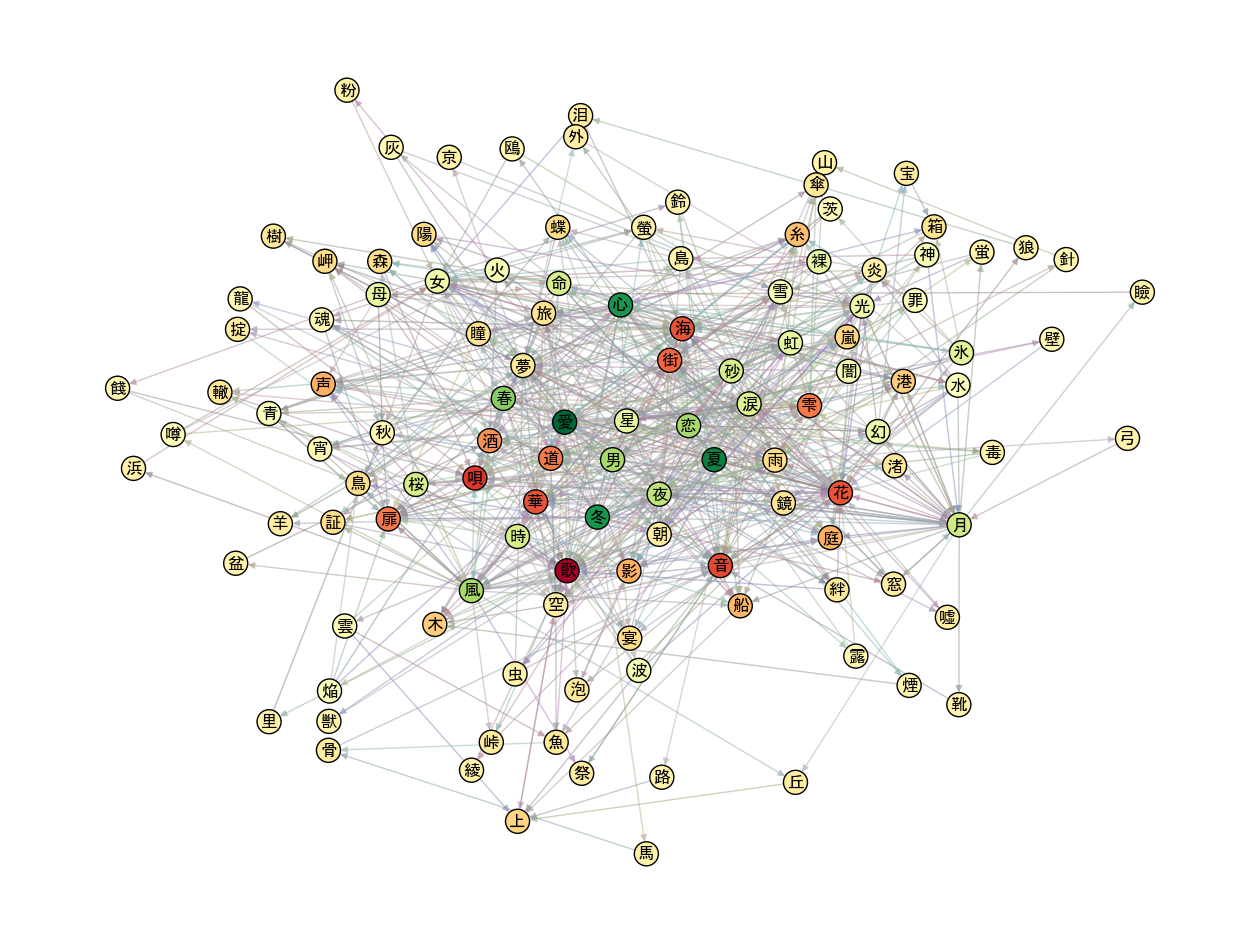 粉
泪
外
灰
京
鴎
山
傘
宝
鈴
茨
樹
陽
蝶
螢
糸
箱
岬
森
島
裸
神
蛍
狼
針
母
女
火
命
雪
炎
龍
心
光
罪
瞼
魂
旅
掟
瞳
海
虹
嵐
壁
夢
街
砂
闇
氷
餞
轍
声
春
港
水
青
愛
星
恋
涙
雫
噂
宵
秋
酒
男
夏
雨
幻
毒
弓
浜
鳥
桜
唄
道
渚
羊
証
扉
華
冬
夜
鏡
花
月
時
朝
庭
盆
風
歌
影
音
窓
雲
木
空
船
絆
嘘
宴
焔
虫
泡
波
露
煙
里
獣
靴
骨
峠
魚
綾
祭
路
丘
上
馬